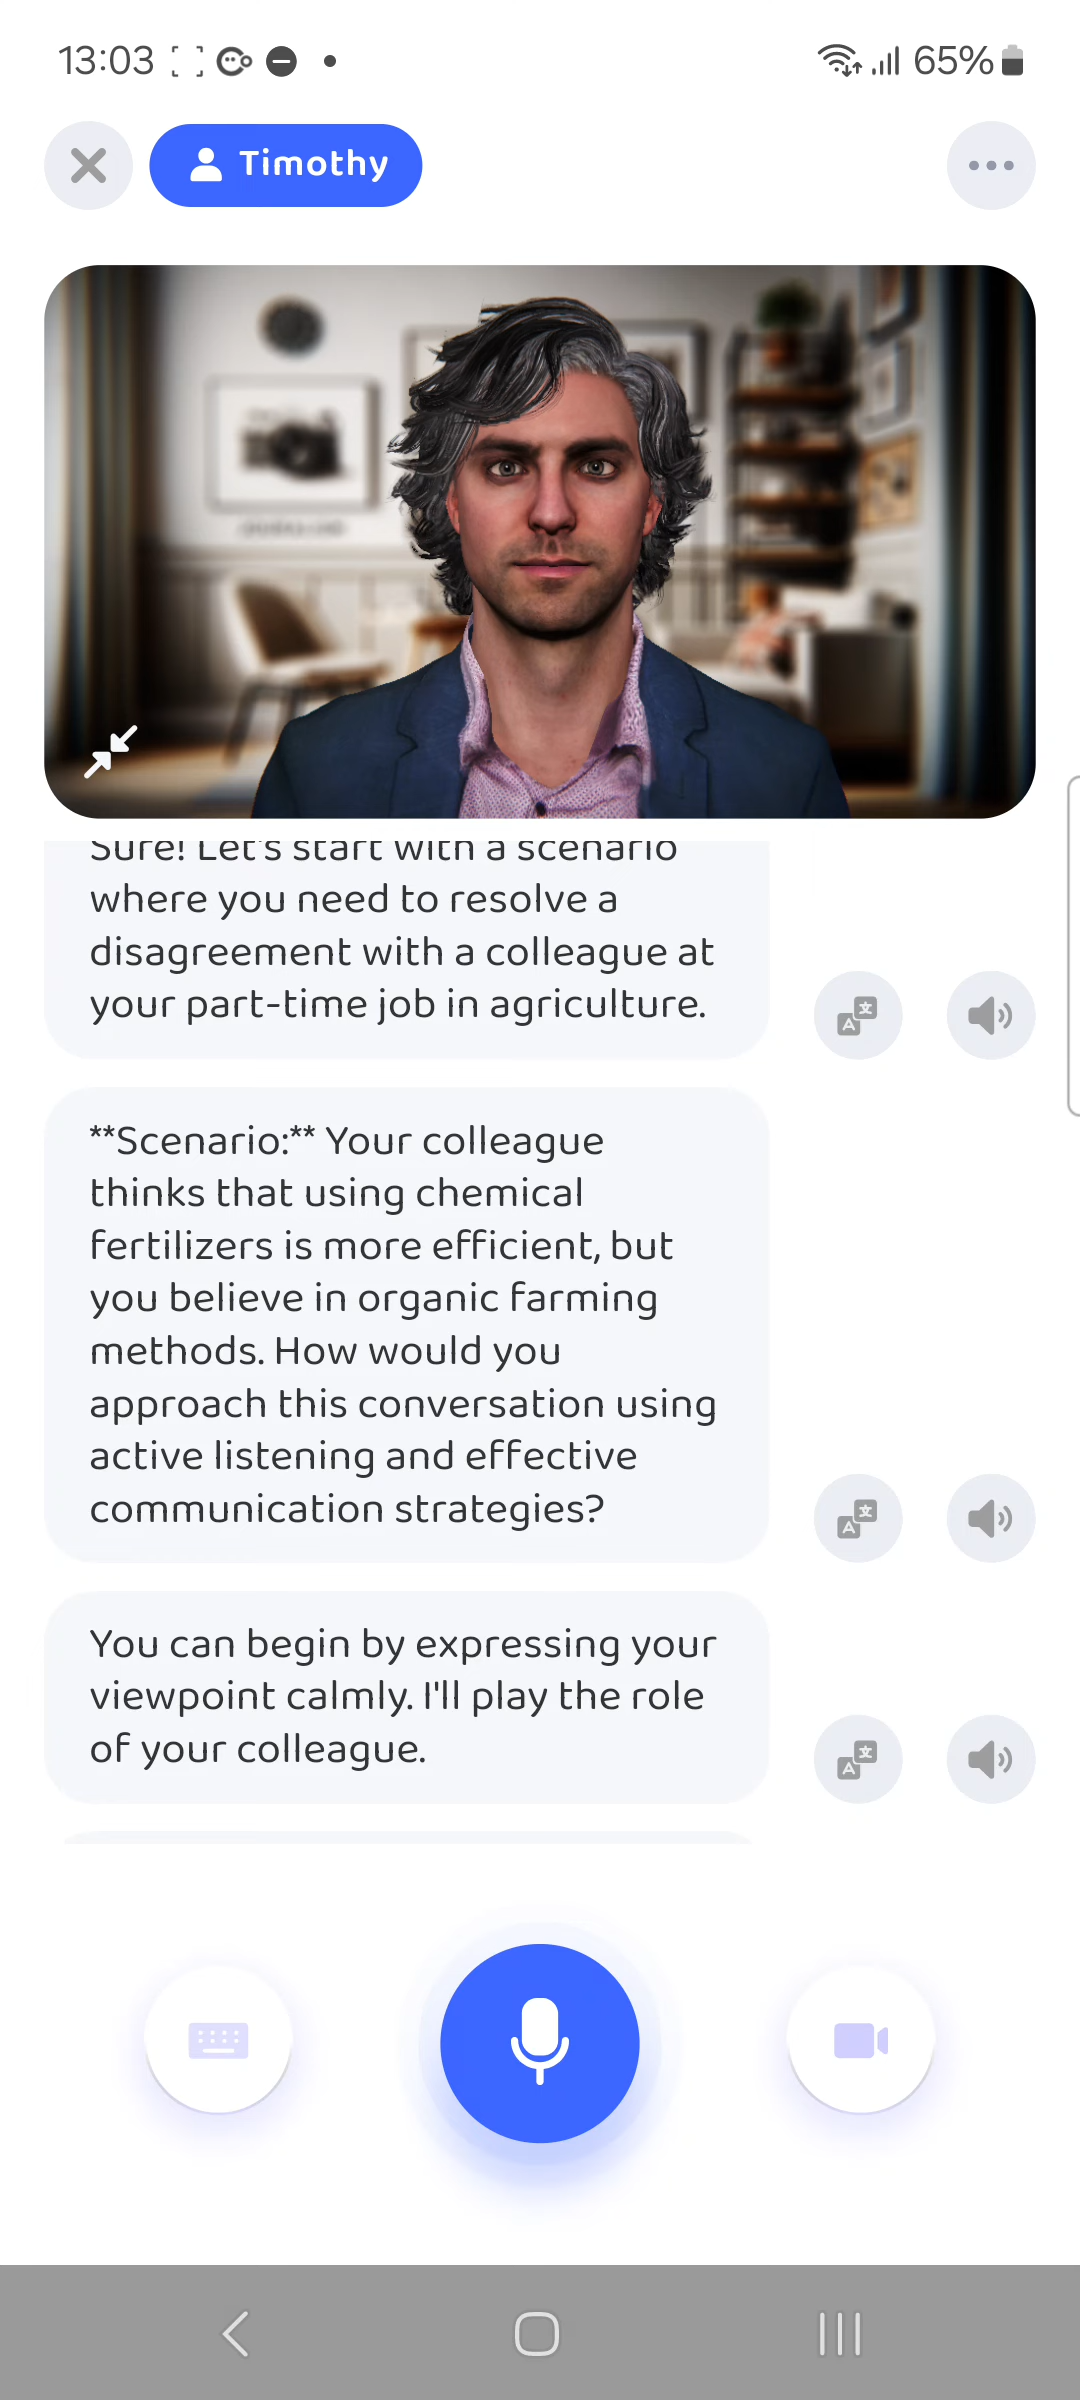 13:03
65%
Timothy
Sure! Let's start with a scenario
where you need to resolve a
disagreement with a colleague at
your part-time job in agriculture.
**Scenario:** Your colleague
thinks that using chemical
fertilizers is more efficient, but
you believe in organic farming
methods. How would you
approach this conversation using
active listening and effective
communication strategies?
You can begin by expressing your
viewpoint calmly. I'll play the role
of your colleague.